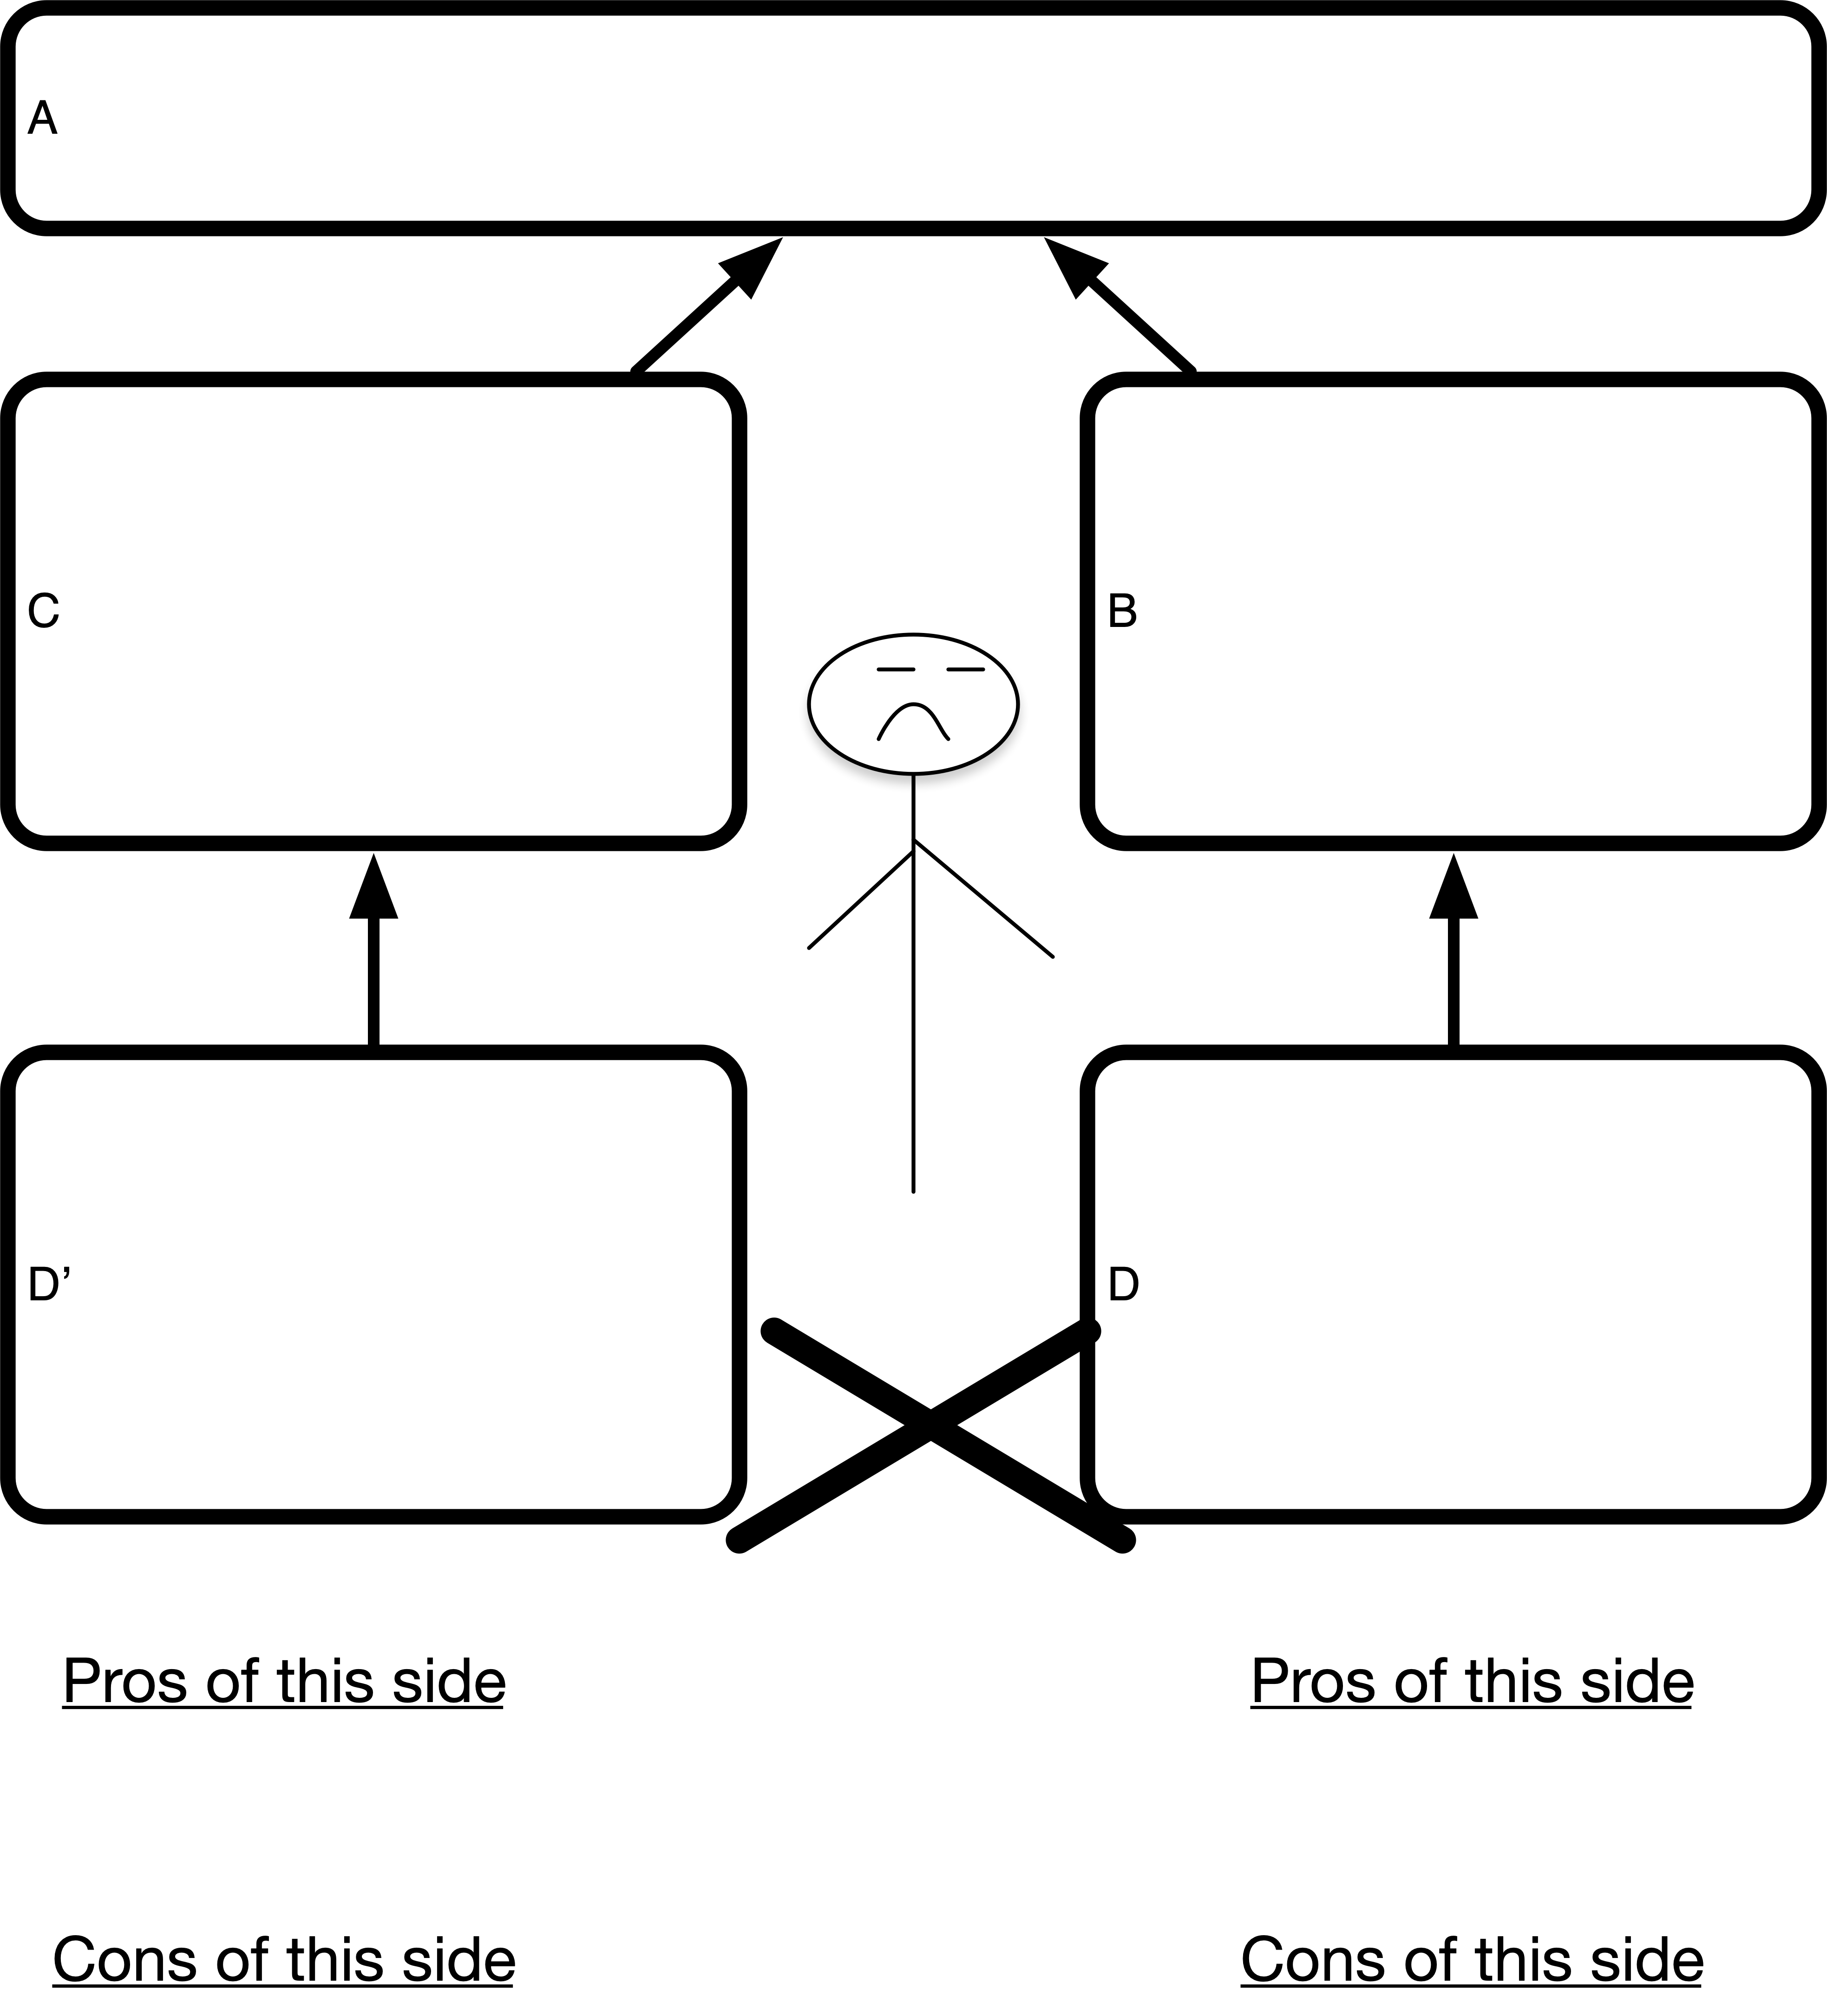 A
C
B
D’
D
Pros of this side
Pros of this side
Cons of this side
Cons of this side